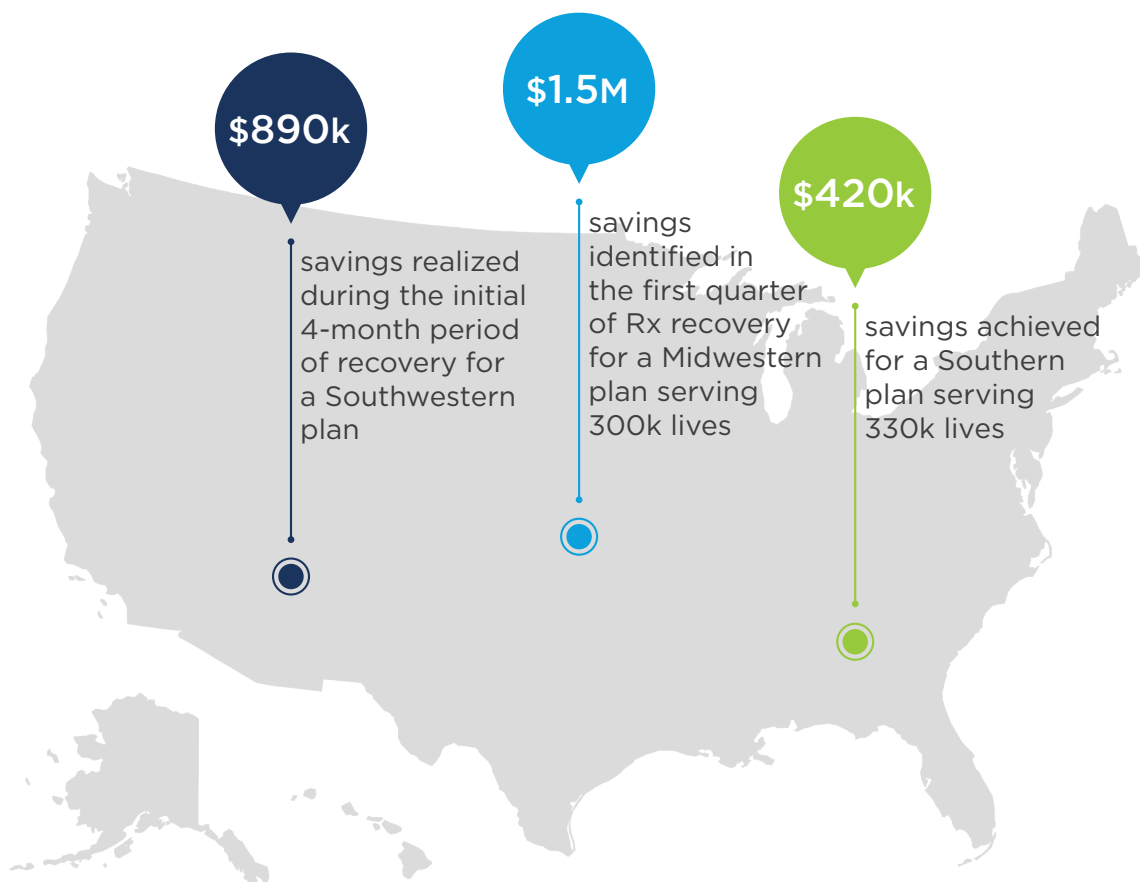 $890k
savings realized
during the initial
4-month period
of recovery for
a Southwestern
plan
$1.5M
savings
identified in
the first quarter
of Rx recovery
for a Midwestern
plan serving
300k lives
$420k
savings achieved
for a Southern
plan serving
330k lives